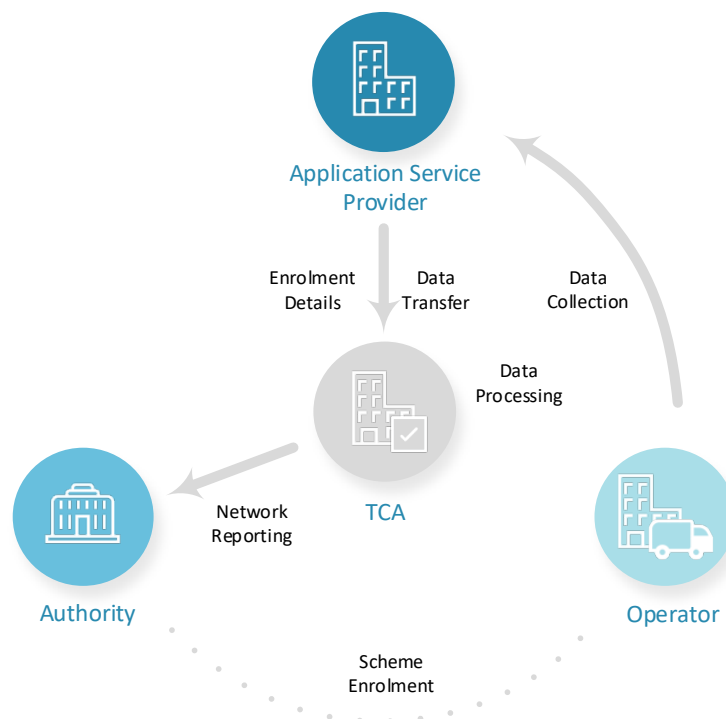 Application Service
Provider
Enrolment
Details
Data
Transfer
Data
Collection
Data
Processing
TCA
Network
Reporting
Authority
Operator
Scheme
Enrolment